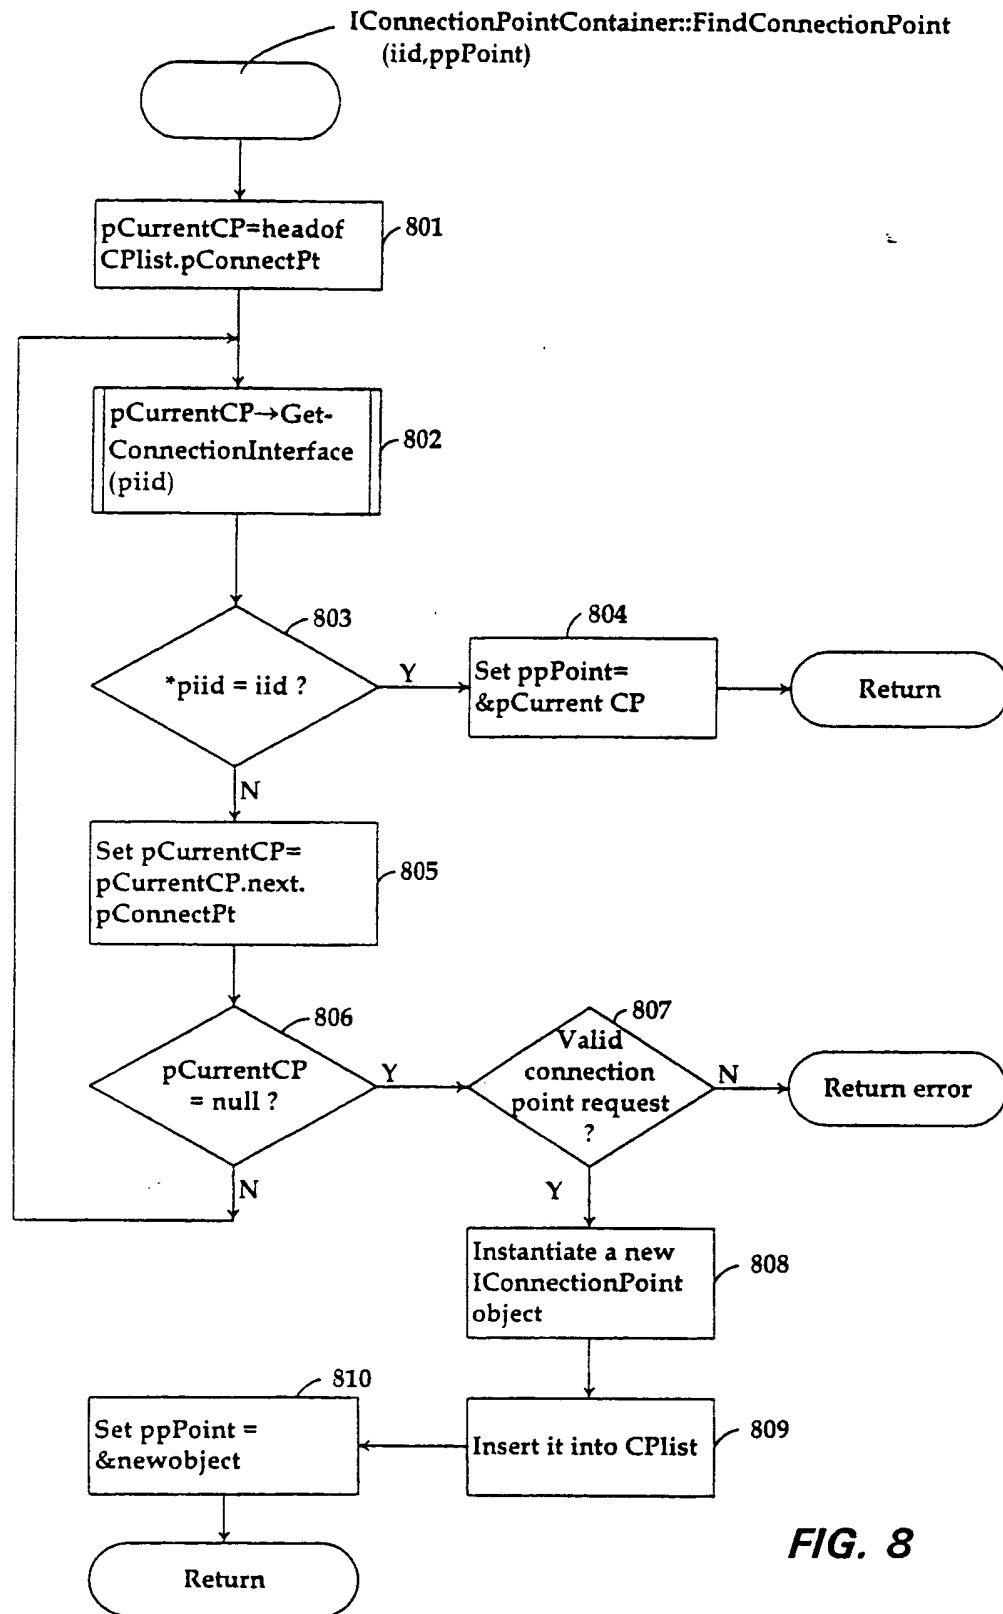 IConnectionPointContainer::FindConnectionPoint
(iid,ppPoint)
pCurrentCP=headof
CPlist.pConnectPt
801
pCurrentCP→Get-
ConnectionInterface
(piid)
802
803
*piid = iid ?
Y
N
804
Set ppPoint=
&pCurrent CP
Return
Set pCurrentCP=
pCurrentCP.next.
pConnectPt
805
806
pCurrentCP
= null ?
Y
N
807
Valid
connection
point request
?
N
Y
Return error
Instantiate a new
IConnectionPoint
object
808
Insert it into CPlist
809
810
Set ppPoint =
&newobject
Return
FIG. 8